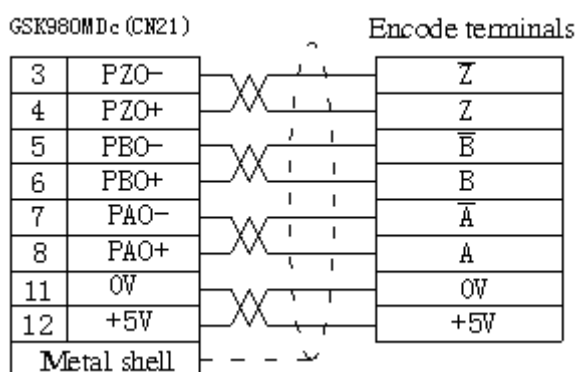 GSK980MDc(CN21) Encode terminals
3 PZO- Z̅
4 PZO+ Z
5 PBO- B̅
6 PBO+ B
7 PAO- A̅
8 PAO+ A
11 0V 0V
12 +5V +5V
Metal shell